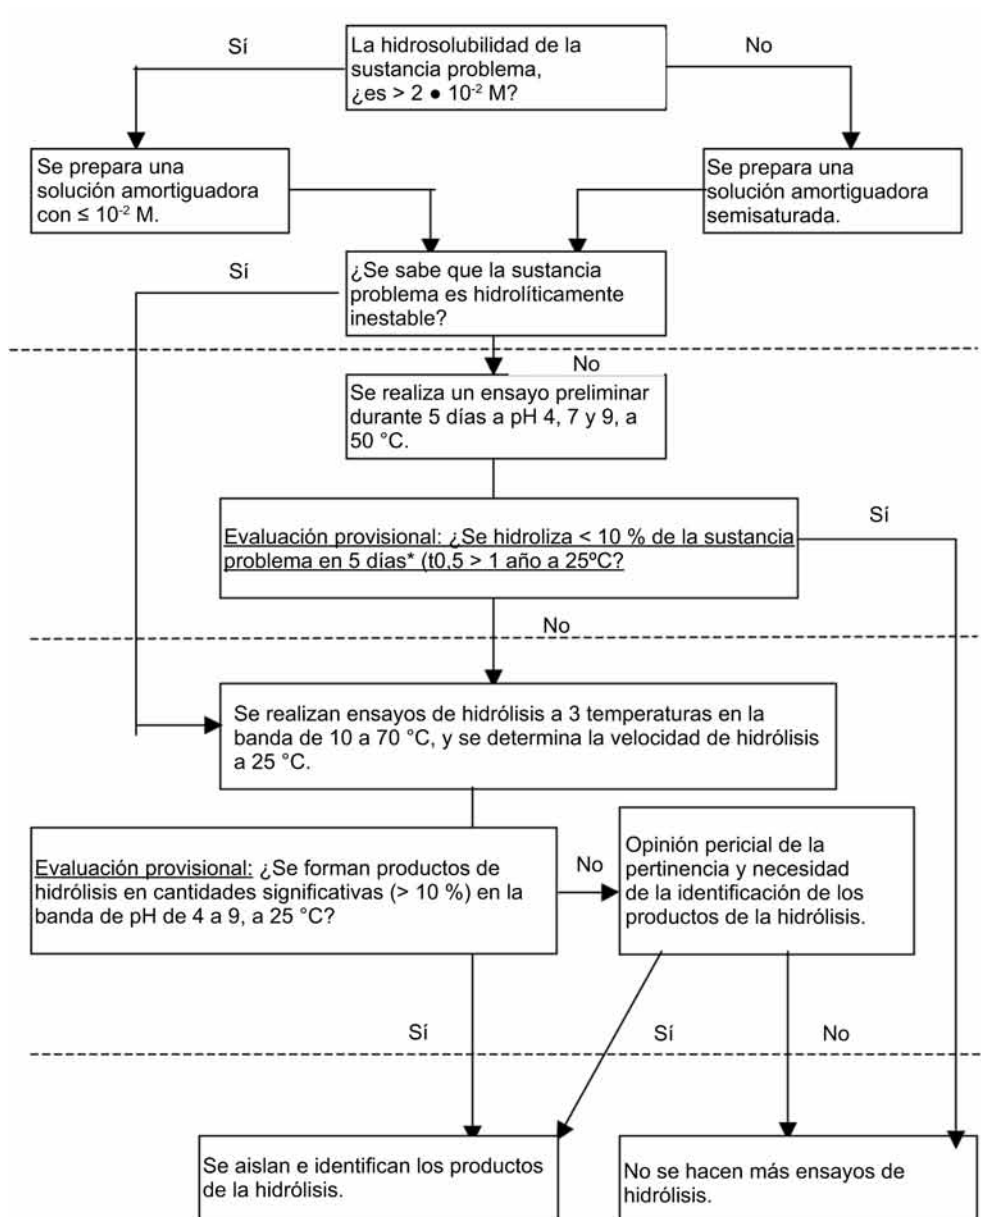 Sí
La hidrosolubilidad de la
sustancia problema,
¿es > 2 ● 10⁻² M?
No
Se prepara una
solución amortiguadora
con ≤ 10⁻² M.
Se prepara una
solución amortiguadora
semisaturada.
Sí
¿Se sabe que la sustancia
problema es hidrolíticamente
inestable?
No
Se realiza un ensayo preliminar
durante 5 días a pH 4, 7 y 9, a
50 °C.
Evaluación provisional: ¿Se hidroliza < 10 % de la sustancia
problema en 5 días* (t0,5 > 1 año a 25ºC?
Sí
No
Se realizan ensayos de hidrólisis a 3 temperaturas en la
banda de 10 a 70 °C, y se determina la velocidad de hidrólisis
a 25 °C.
Evaluación provisional: ¿Se forman productos de
hidrólisis en cantidades significativas (> 10 %) en la
banda de pH de 4 a 9, a 25 °C?
No
Opinión pericial de la
pertinencia y necesidad
de la identificación de los
productos de la hidrólisis.
Sí
Sí
No
Se aislan e identifican los productos
de la hidrólisis.
No se hacen más ensayos de
hidrólisis.